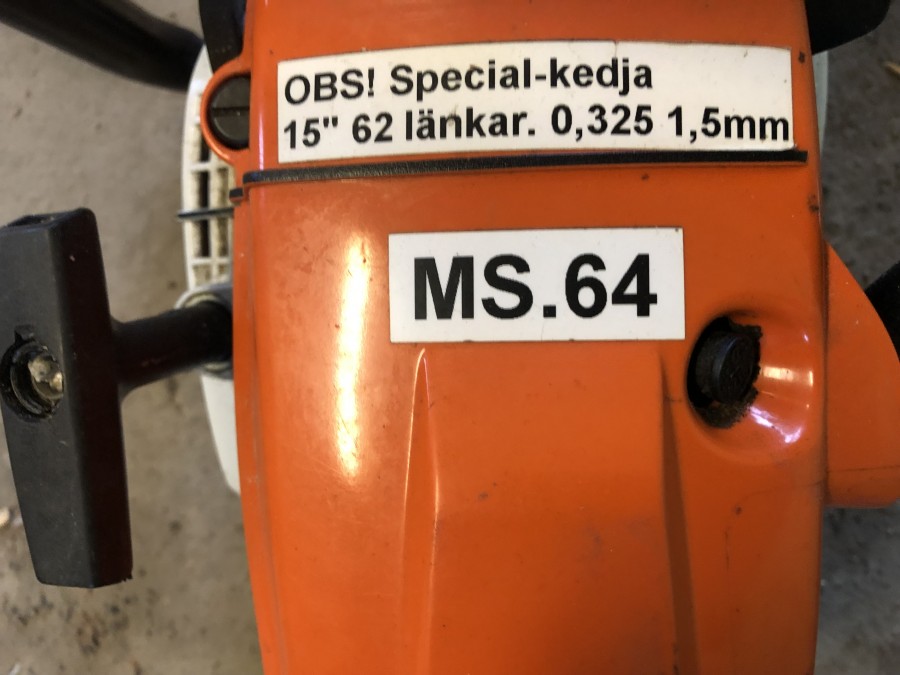 OBS! Special-kedja
15" 62 länkar. 0,325 1,5mm
MS.64